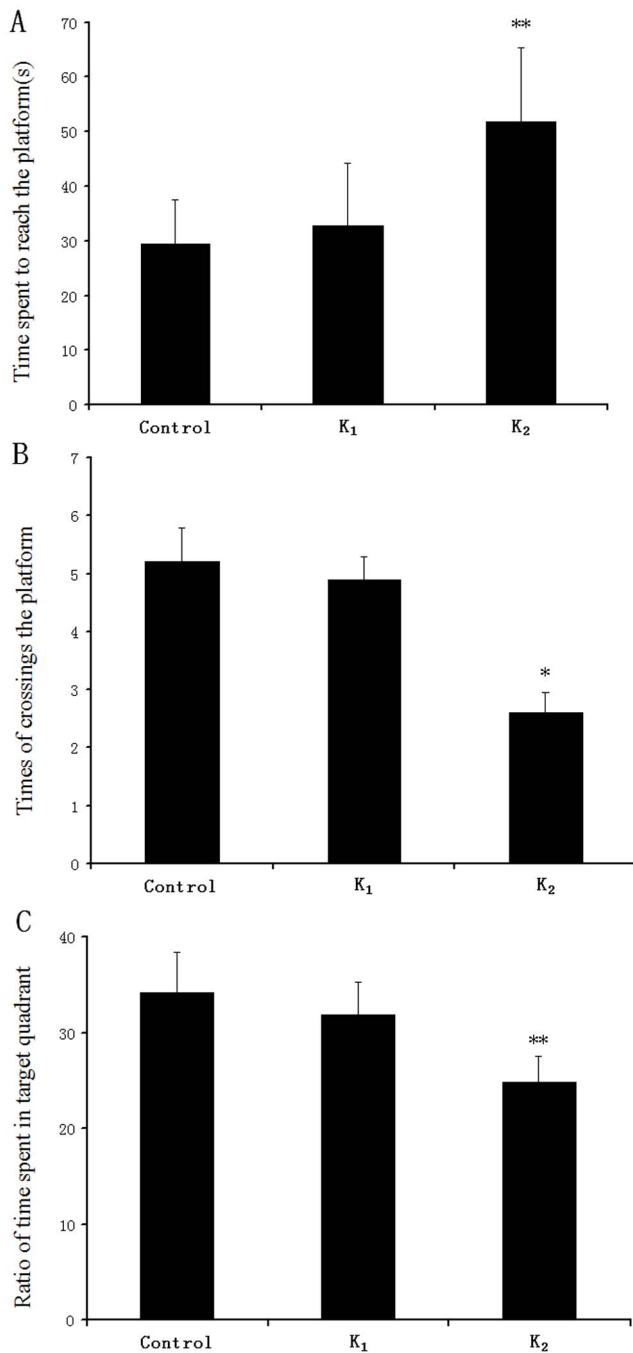 A
Time spent to reach the platform(s)
70
60
50
40
30
20
10
0
**
Control K₁ K₂
B
Times of crossings the platform
7
6
5
4
3
2
1
0
*
Control K₁ K₂
C
Ratio of time spent in target quadrant
40
30
20
10
0
**
Control K₁ K₂